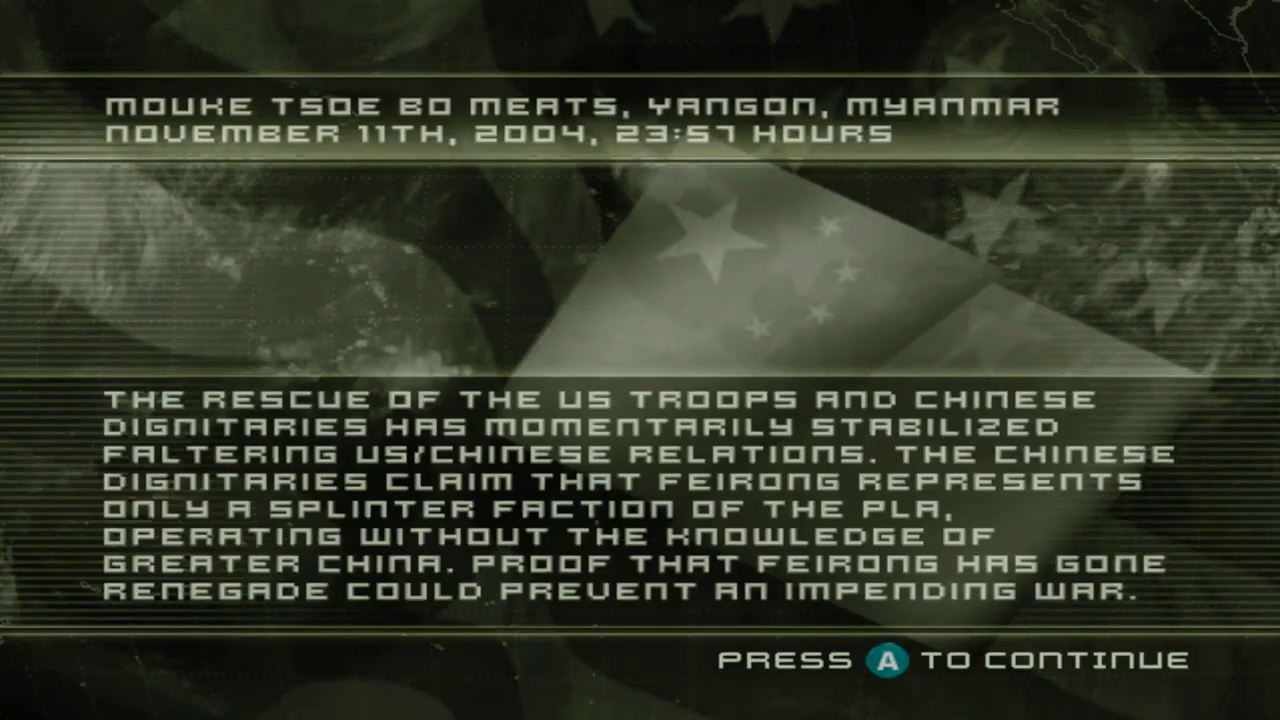 MOUKE TSOE BO MEATS, YANGON, MYANMAR
NOVEMBER 11TH, 2004, 23:57 HOURS
THE RESCUE OF THE US TROOPS AND CHINESE
DIGNITARIES HAS MOMENTARILY STABILIZED
FALTERING US/CHINESE RELATIONS. THE CHINESE
DIGNITARIES CLAIM THAT FEIRONG REPRESENTS
ONLY A SPLINTER FACTION OF THE PLA,
OPERATING WITHOUT THE KNOWLEDGE OF
GREATER CHINA. PROOF THAT FEIRONG HAS GONE
RENEGADE COULD PREVENT AN IMPENDING WAR.
PRESS A TO CONTINUE